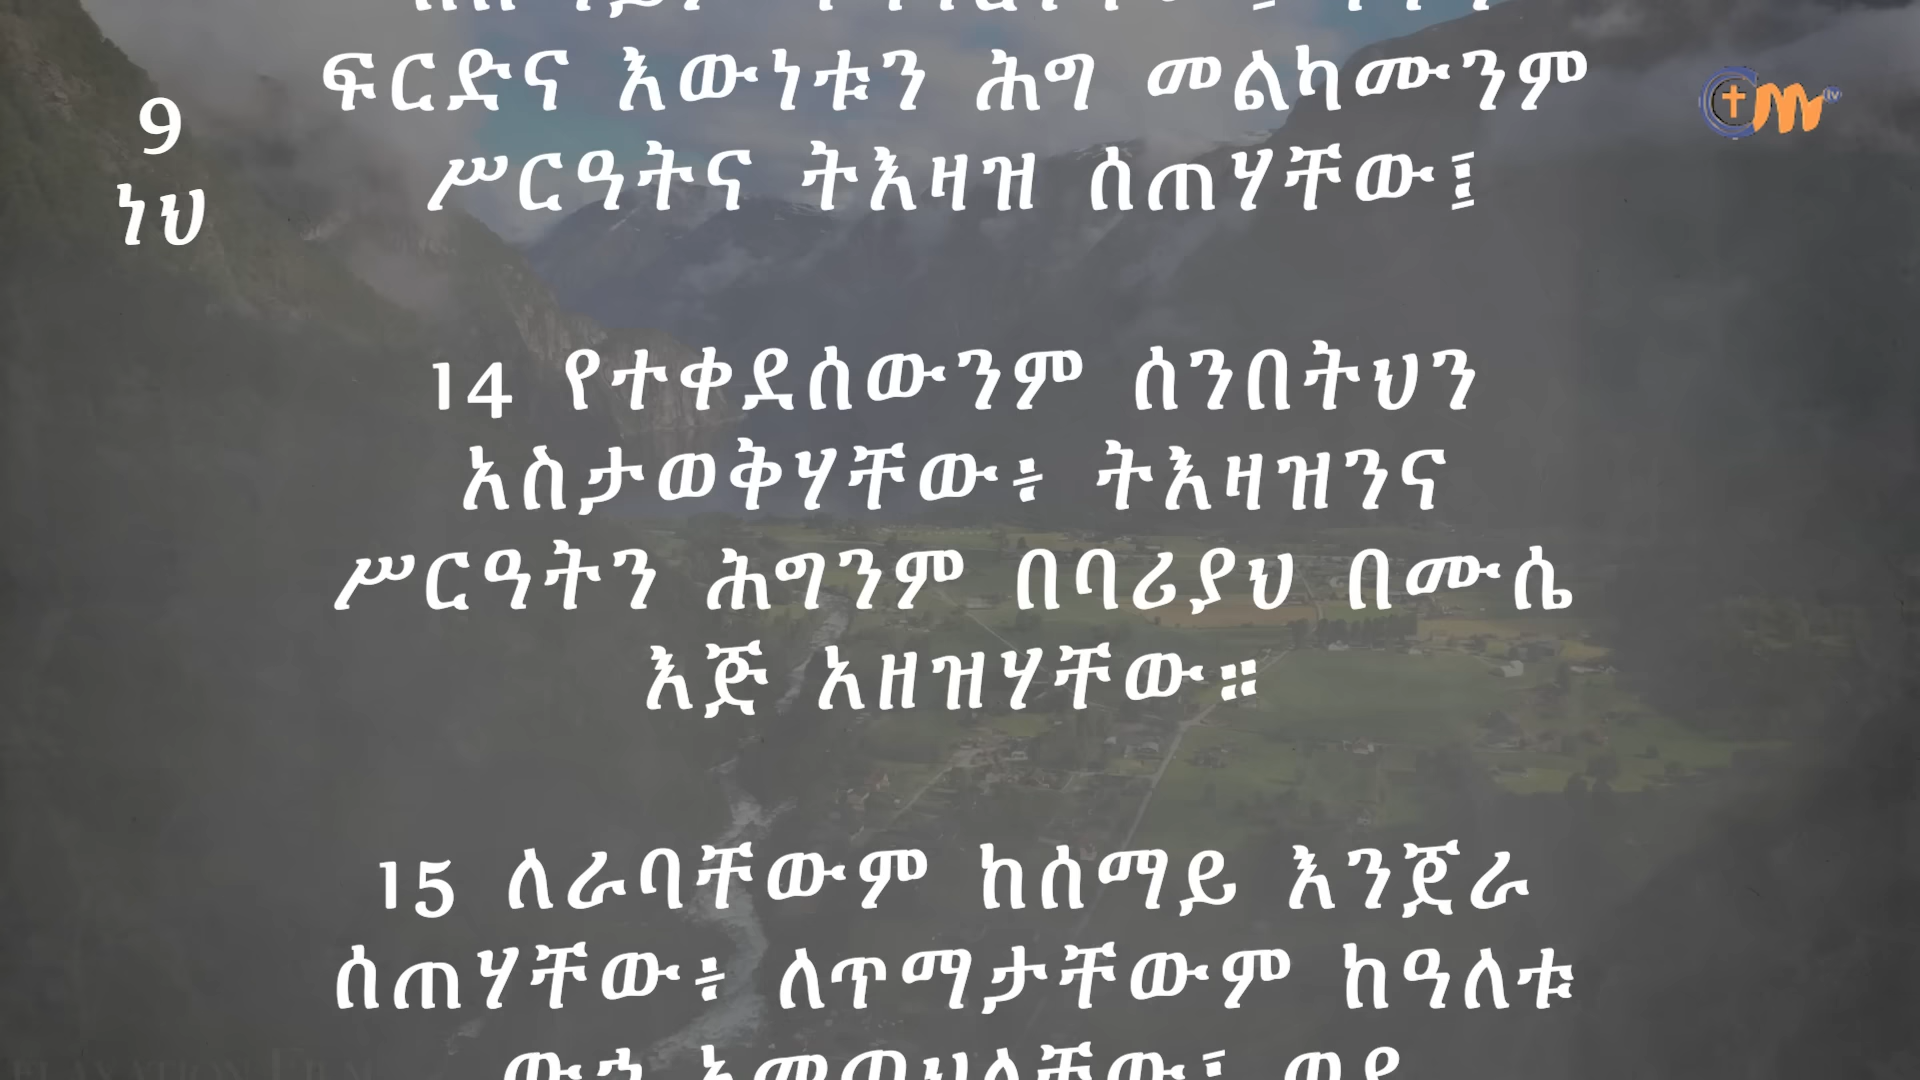 9
ነህ
ፍርድና እውነቱን ሕግ መልካሙንም
ሥርዓትና ትእዛዝ ሰጠሃቸው፤
14 የተቀደሰውንም ሰንበትህን
አስታወቅሃቸው፥ ትእዛዝንና
ሥርዓትን ሕግንም በባሪያህ በሙሴ
እጅ አዘዝሃቸው።
15 ለራባቸውም ከሰማይ እንጀራ
ሰጠሃቸው፥ ለጥማታቸውም ከዓለቱ